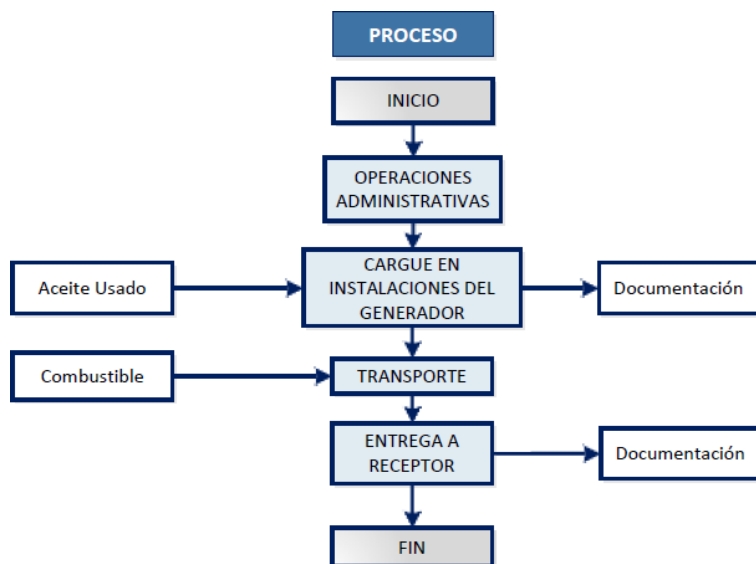 PROCESO
INICIO
OPERACIONES
ADMINISTRATIVAS
Aceite Usado
CARGUE EN
INSTALACIONES DEL
GENERADOR
Documentación
Combustible
TRANSPORTE
ENTREGA A
RECEPTOR
Documentación
FIN